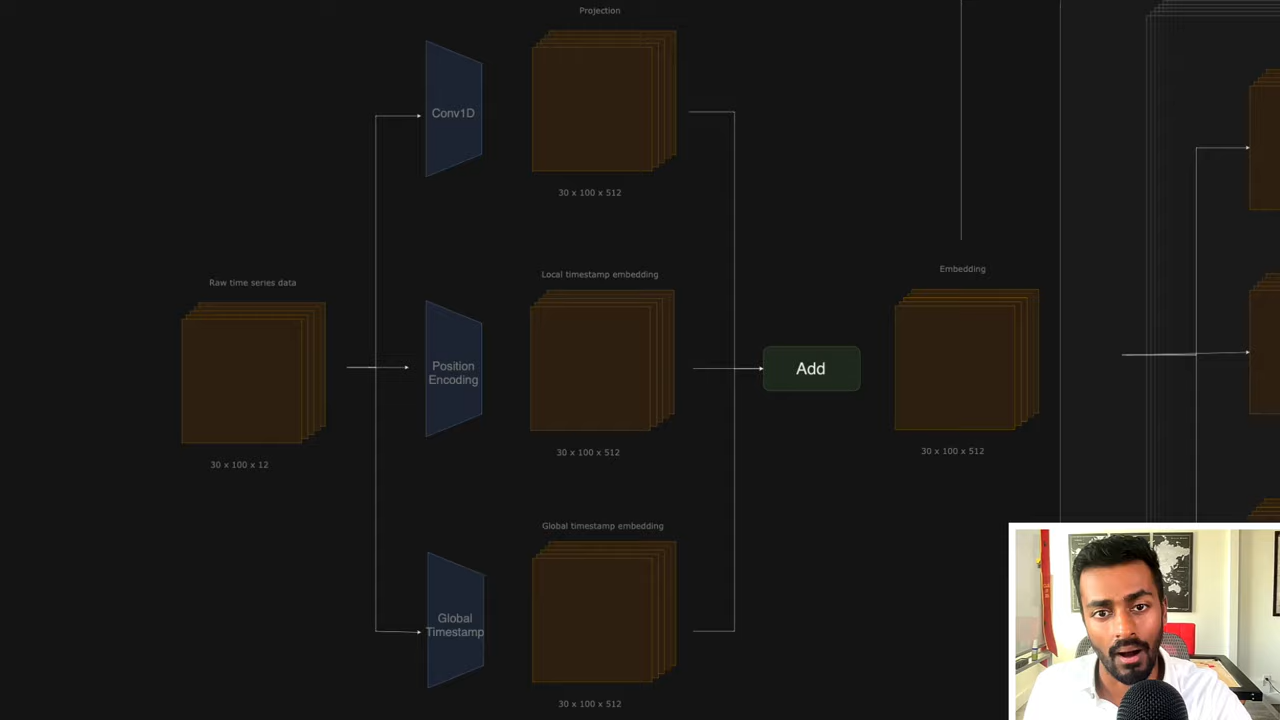 Projection
Conv1D
30 x 100 x 512
Raw time series data
Local timestamp embedding
Embedding
Position
Encoding
Add
30 x 100 x 12
30 x 100 x 512
30 x 100 x 512
Global timestamp embedding
Global
Timestamp
30 x 100 x 512